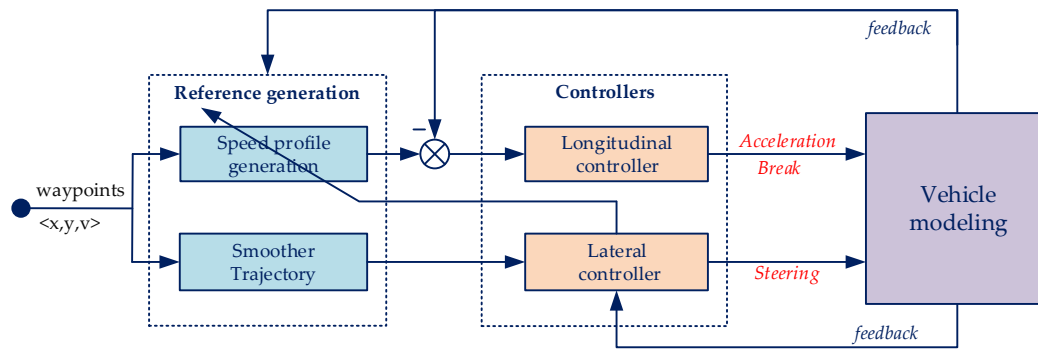 feedback
Reference generation
Controllers
–
Speed profile
generation
Longitudinal
controller
Acceleration
Break
waypoints
<x,y,v>
Vehicle
modeling
Smoother
Trajectory
Lateral
controller
Steering
feedback